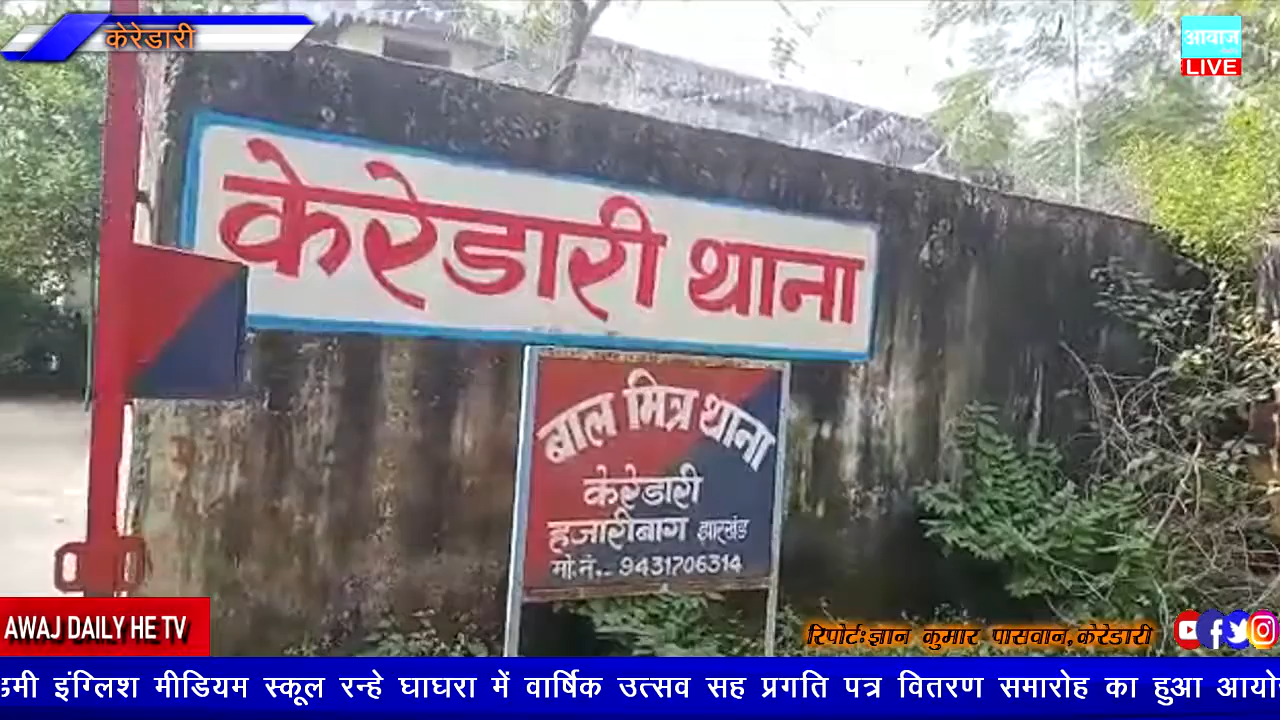 केरेडारी
आवाज
LIVE
केरेडारी थाना
बाल मित्र थाना
केरेडारी
हजारीबाग झारखंड
मो.नं.. 9431706314
AWAJ DAILY HE TV
रिपोर्टःज्ञान कुमार पासवान,केरेडारी
इंग्लिश मीडियम स्कूल रन्हे घाघरा में वार्षिक उत्सव सह प्रगति पत्र वितरण समारोह का हुआ